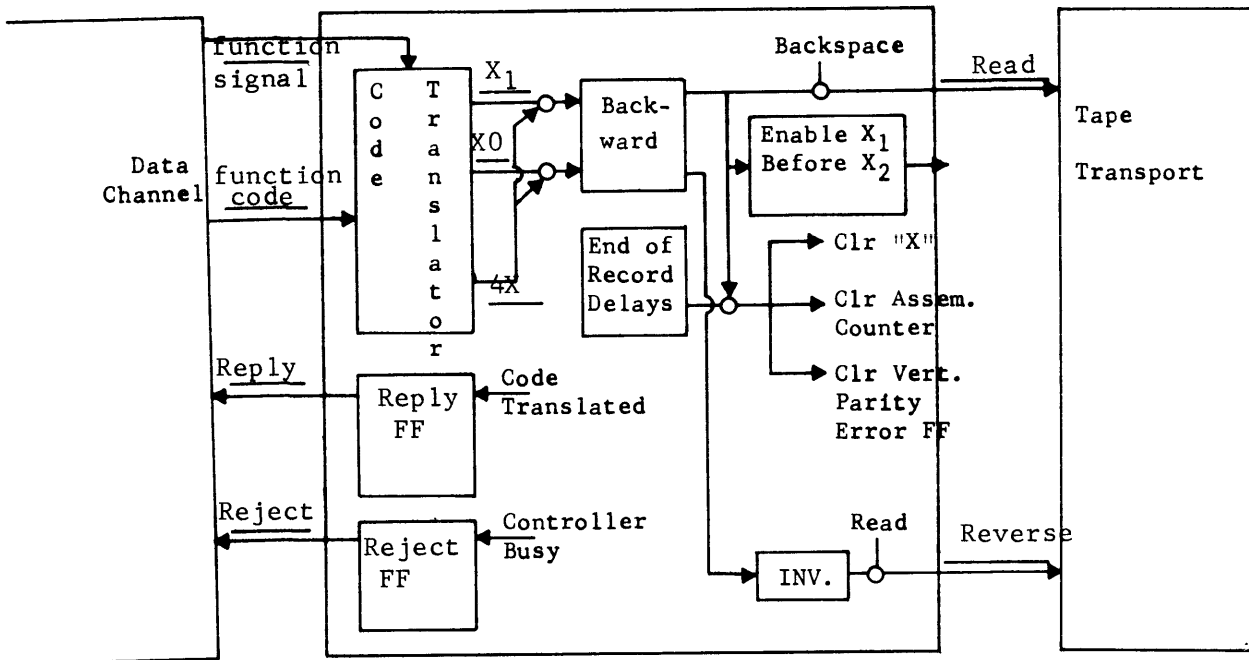 function
signal
Data
Channel
function
code
Code
Translator
X1
X0
4X
Back-
ward
Backspace
Read
Enable X1
Before X2
Tape
Transport
End of
Record
Delays
Clr "X"
Clr Assem.
Counter
Clr Vert.
Parity
Error FF
Reply
Reply
FF
Code
Translated
Reject
Reject
FF
Controller
Busy
INV.
Read
Reverse